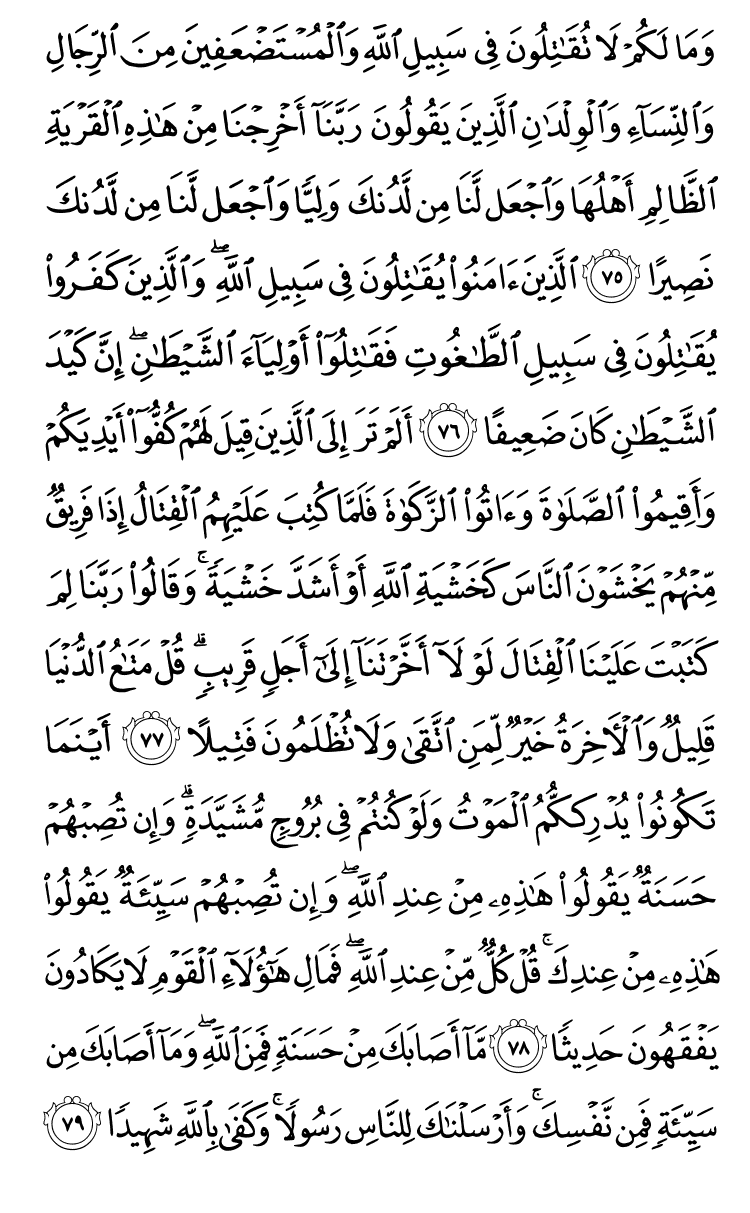 وَمَا لَكُمۡ لَا تُقَٰتِلُونَ فِي سَبِيلِ ٱللَّهِ وَٱلۡمُسۡتَضۡعَفِينَ مِنَ ٱلرِّجَالِ
وَٱلنِّسَآءِ وَٱلۡوِلۡدَٰنِ ٱلَّذِينَ يَقُولُونَ رَبَّنَآ أَخۡرِجۡنَا مِنۡ هَٰذِهِ ٱلۡقَرۡيَةِ
ٱلظَّالِمِ أَهۡلُهَا وَٱجۡعَل لَّنَا مِن لَّدُنكَ وَلِيّٗا وَٱجۡعَل لَّنَا مِن لَّدُنكَ
نَصِيرًا ٧٥ ٱلَّذِينَ ءَامَنُواْ يُقَٰتِلُونَ فِي سَبِيلِ ٱللَّهِۖ وَٱلَّذِينَ كَفَرُواْ
يُقَٰتِلُونَ فِي سَبِيلِ ٱلطَّٰغُوتِ فَقَٰتِلُوٓاْ أَوۡلِيَآءَ ٱلشَّيۡطَٰنِۖ إِنَّ كَيۡدَ
ٱلشَّيۡطَٰنِ كَانَ ضَعِيفًا ٧٦ أَلَمۡ تَرَ إِلَى ٱلَّذِينَ قِيلَ لَهُمۡ كُفُّوٓاْ أَيۡدِيَكُمۡ
وَأَقِيمُواْ ٱلصَّلَوٰةَ وَءَاتُواْ ٱلزَّكَوٰةَ فَلَمَّا كُتِبَ عَلَيۡهِمُ ٱلۡقِتَالُ إِذَا فَرِيقٞ
مِّنۡهُمۡ يَخۡشَوۡنَ ٱلنَّاسَ كَخَشۡيَةِ ٱللَّهِ أَوۡ أَشَدَّ خَشۡيَةٗۚ وَقَالُواْ رَبَّنَا لِمَ
كَتَبۡتَ عَلَيۡنَا ٱلۡقِتَالَ لَوۡلَآ أَخَّرۡتَنَآ إِلَىٰٓ أَجَلٖ قَرِيبٖۗ قُلۡ مَتَٰعُ ٱلدُّنۡيَا
قَلِيلٞ وَٱلۡأٓخِرَةُ خَيۡرٞ لِّمَنِ ٱتَّقَىٰ وَلَا تُظۡلَمُونَ فَتِيلًا ٧٧ أَيۡنَمَا
تَكُونُواْ يُدۡرِككُّمُ ٱلۡمَوۡتُ وَلَوۡ كُنتُمۡ فِي بُرُوجٖ مُّشَيَّدَةٖۗ وَإِن تُصِبۡهُمۡ
حَسَنَةٞ يَقُولُواْ هَٰذِهِۦ مِنۡ عِندِ ٱللَّهِۖ وَإِن تُصِبۡهُمۡ سَيِّئَةٞ يَقُولُواْ
هَٰذِهِۦ مِنۡ عِندِكَۚ قُلۡ كُلّٞ مِّنۡ عِندِ ٱللَّهِۖ فَمَالِ هَٰٓؤُلَآءِ ٱلۡقَوۡمِ لَا يَكَادُونَ
يَفۡقَهُونَ حَدِيثٗا ٧٨ مَّآ أَصَابَكَ مِنۡ حَسَنَةٖ فَمِنَ ٱللَّهِۖ وَمَآ أَصَابَكَ مِن
سَيِّئَةٖ فَمِن نَّفۡسِكَۚ وَأَرۡسَلۡنَٰكَ لِلنَّاسِ رَسُولٗاۚ وَكَفَىٰ بِٱللَّهِ شَهِيدٗا ٧٩